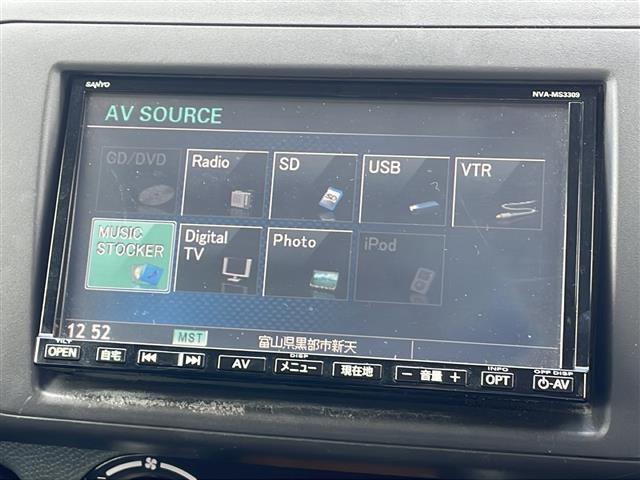 SANYO
NVA-MS3309
AV SOURCE
CD/DVD
Radio
SD
USB
VTR
MUSIC
STOCKER
Digital
TV
Photo
iPod
12 52
MST
富山県黒部市新天
TILT
OPEN
自宅
AV
DISP
メニュー
現在地
− 音量 +
INFO
OPT
OFF DISP
AV